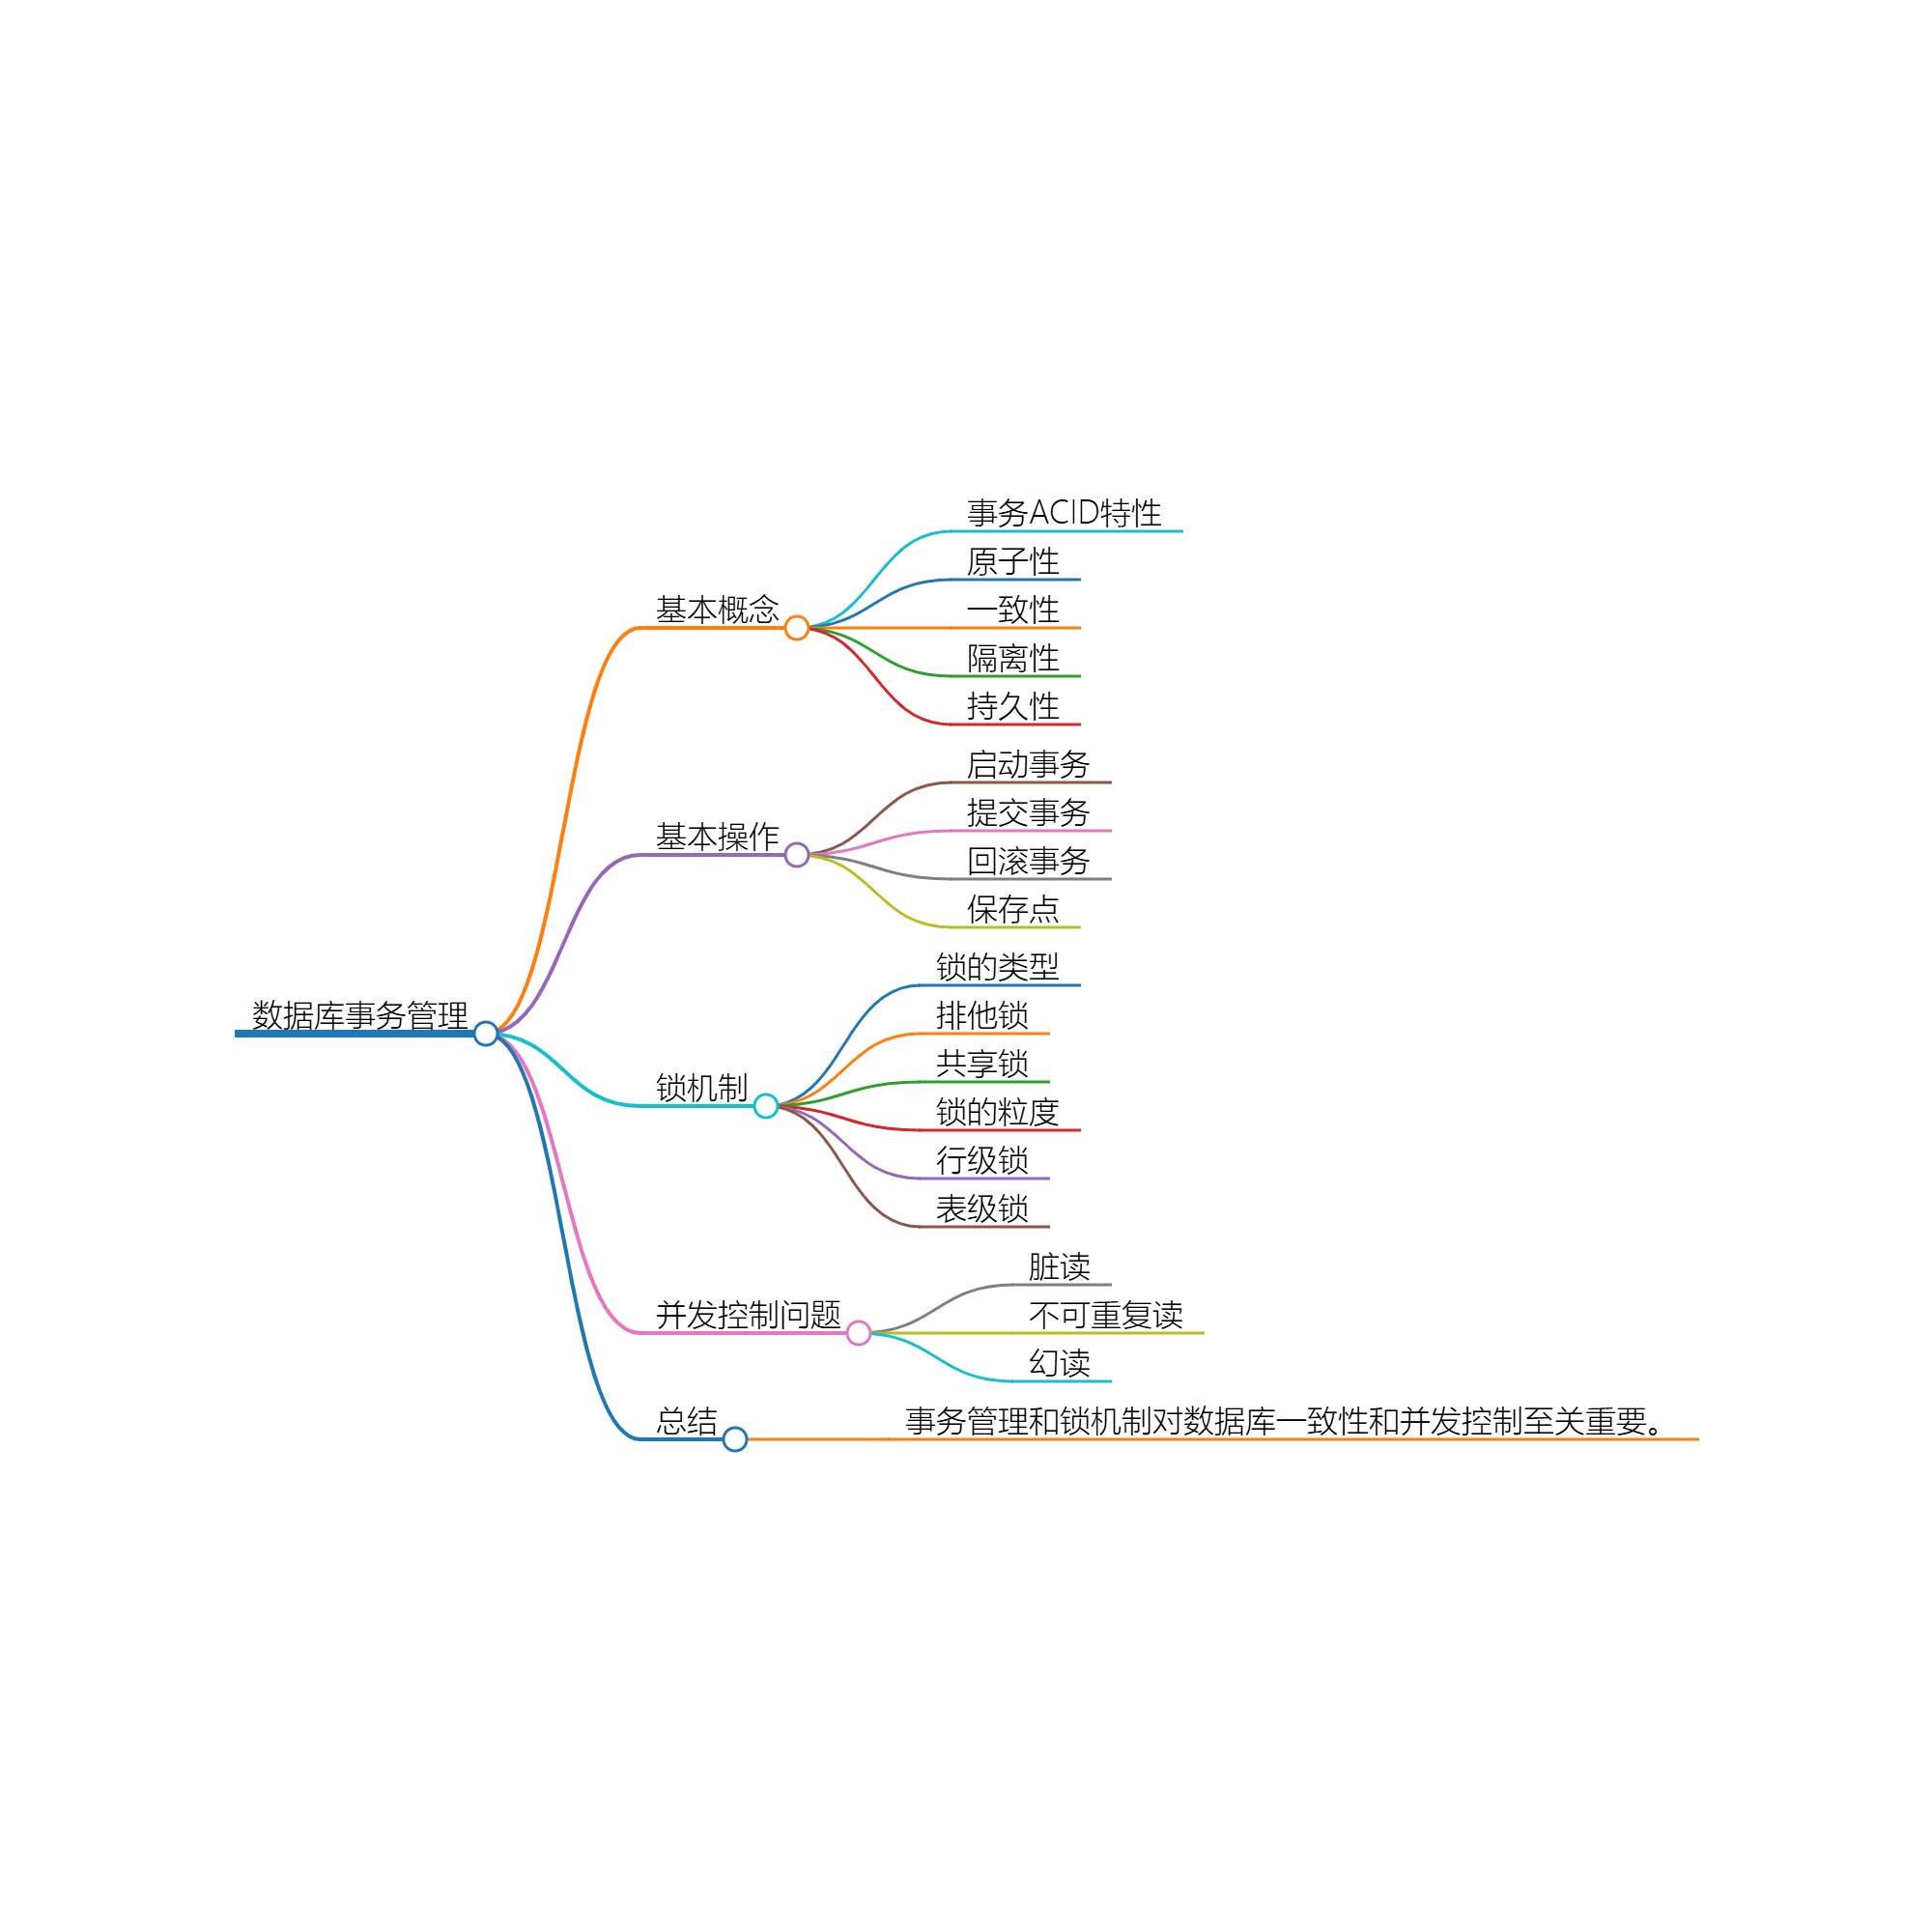 数据库事务管理
基本概念
事务ACID特性
原子性
一致性
隔离性
持久性
基本操作
启动事务
提交事务
回滚事务
保存点
锁机制
锁的类型
排他锁
共享锁
锁的粒度
行级锁
表级锁
并发控制问题
脏读
不可重复读
幻读
总结
事务管理和锁机制对数据库一致性和并发控制至关重要。